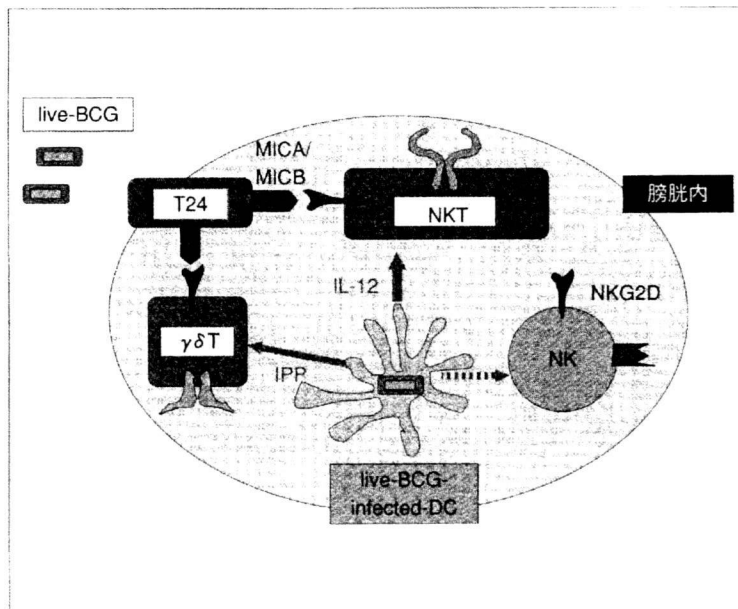 live-BCG
MICA/
MICB
T24
NKT
膀胱内
IL-12
NKG2D
γδT
IPP
NK
live-BCG-
infected-DC